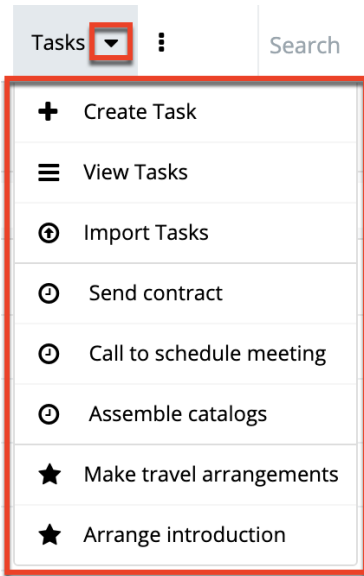 Tasks
Search
Create Task
View Tasks
Import Tasks
Send contract
Call to schedule meeting
Assemble catalogs
Make travel arrangements
Arrange introduction